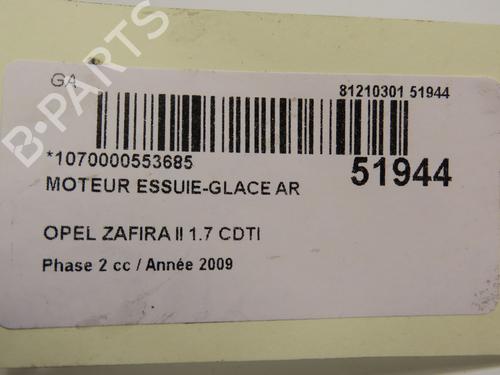 GA
81210301 51944
*1070000553685
51944
MOTEUR ESSUIE-GLACE AR
OPEL ZAFIRA II 1.7 CDTI
Phase 2 cc / Année 2009
B-PARTS